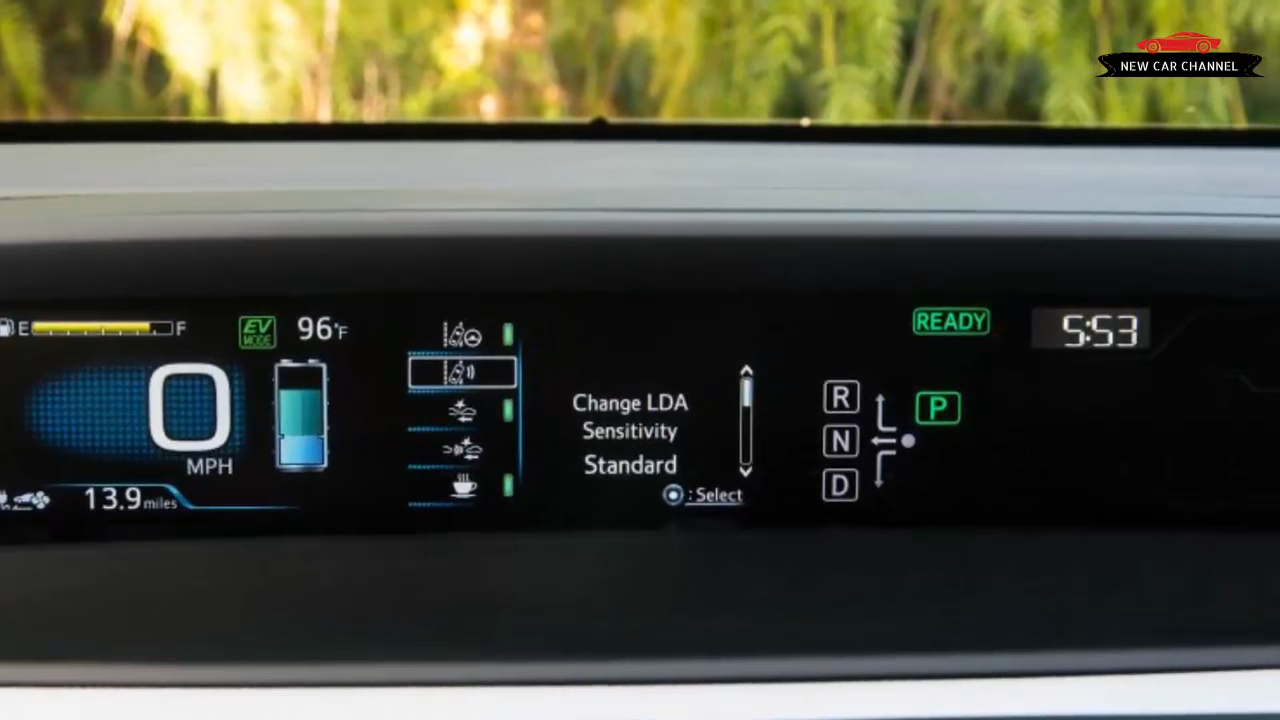 NEW CAR CHANNEL
E F
EV
MODE
96°F
READY
5:53
0
MPH
13.9 miles
Change LDA
Sensitivity
Standard
: Select
R
N
D
P